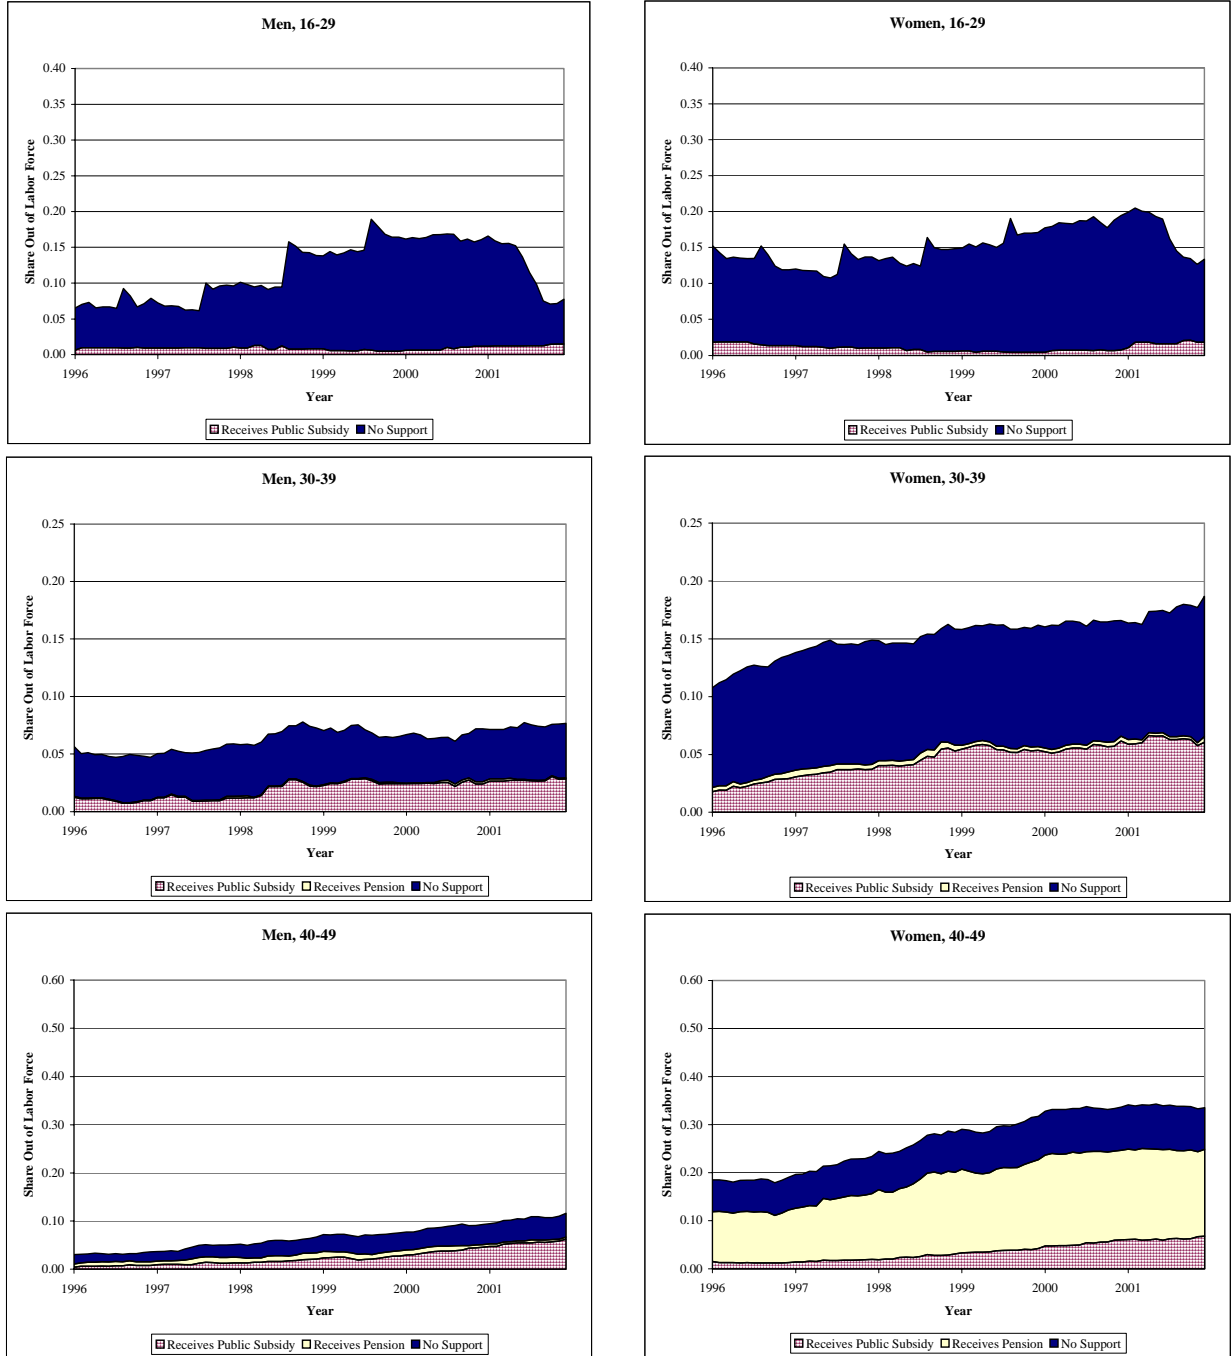 Men, 16-29
0.40
0.35
0.30
0.25
0.20
0.15
0.10
0.05
0.00
Share Out of Labor Force
1996 1997 1998 1999 2000 2001
Year
Receives Public Subsidy No Support
Women, 16-29
0.40
0.35
0.30
0.25
0.20
0.15
0.10
0.05
0.00
Share Out of Labor Force
1996 1997 1998 1999 2000 2001
Year
Receives Public Subsidy No Support
Men, 30-39
0.25
0.20
0.15
0.10
0.05
0.00
Share Out of Labor Force
1996 1997 1998 1999 2000 2001
Year
Receives Public Subsidy Receives Pension No Support
Women, 30-39
0.25
0.20
0.15
0.10
0.05
0.00
Share Out of Labor Force
1996 1997 1998 1999 2000 2001
Year
Receives Public Subsidy Receives Pension No Support
Men, 40-49
0.60
0.50
0.40
0.30
0.20
0.10
0.00
Share Out of Labor Force
1996 1997 1998 1999 2000 2001
Year
Receives Public Subsidy Receives Pension No Support
Women, 40-49
0.60
0.50
0.40
0.30
0.20
0.10
0.00
Share Out of Labor Force
1996 1997 1998 1999 2000 2001
Year
Receives Public Subsidy Receives Pension No Support